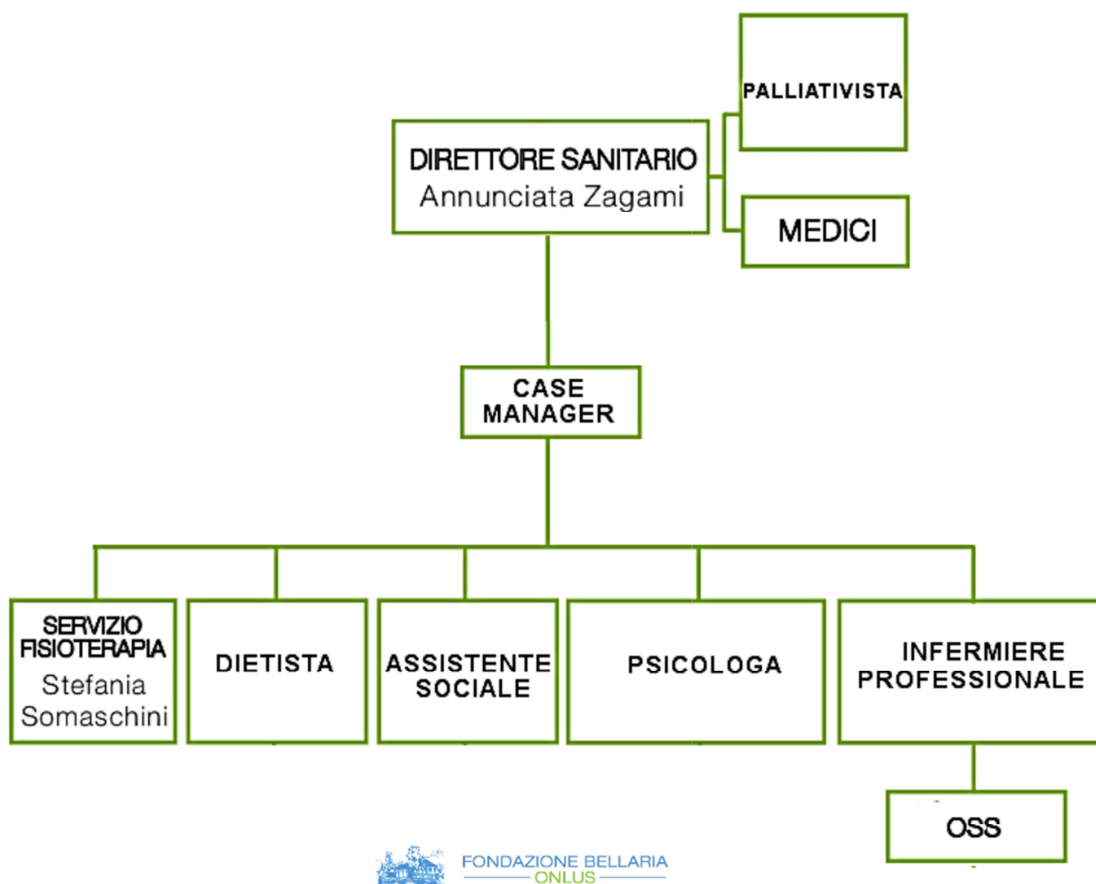 PALLIATIVISTA
DIRETTORE SANITARIO
Annunciata Zagami
MEDICI
CASE
MANAGER
SERVIZIO
FISIOTERAPIA
Stefania
Somaschini
DIETISTA
ASSISTENTE
SOCIALE
PSICOLOGA
INFERMIERE
PROFESSIONALE
OSS
FONDAZIONE BELLARIA
ONLUS